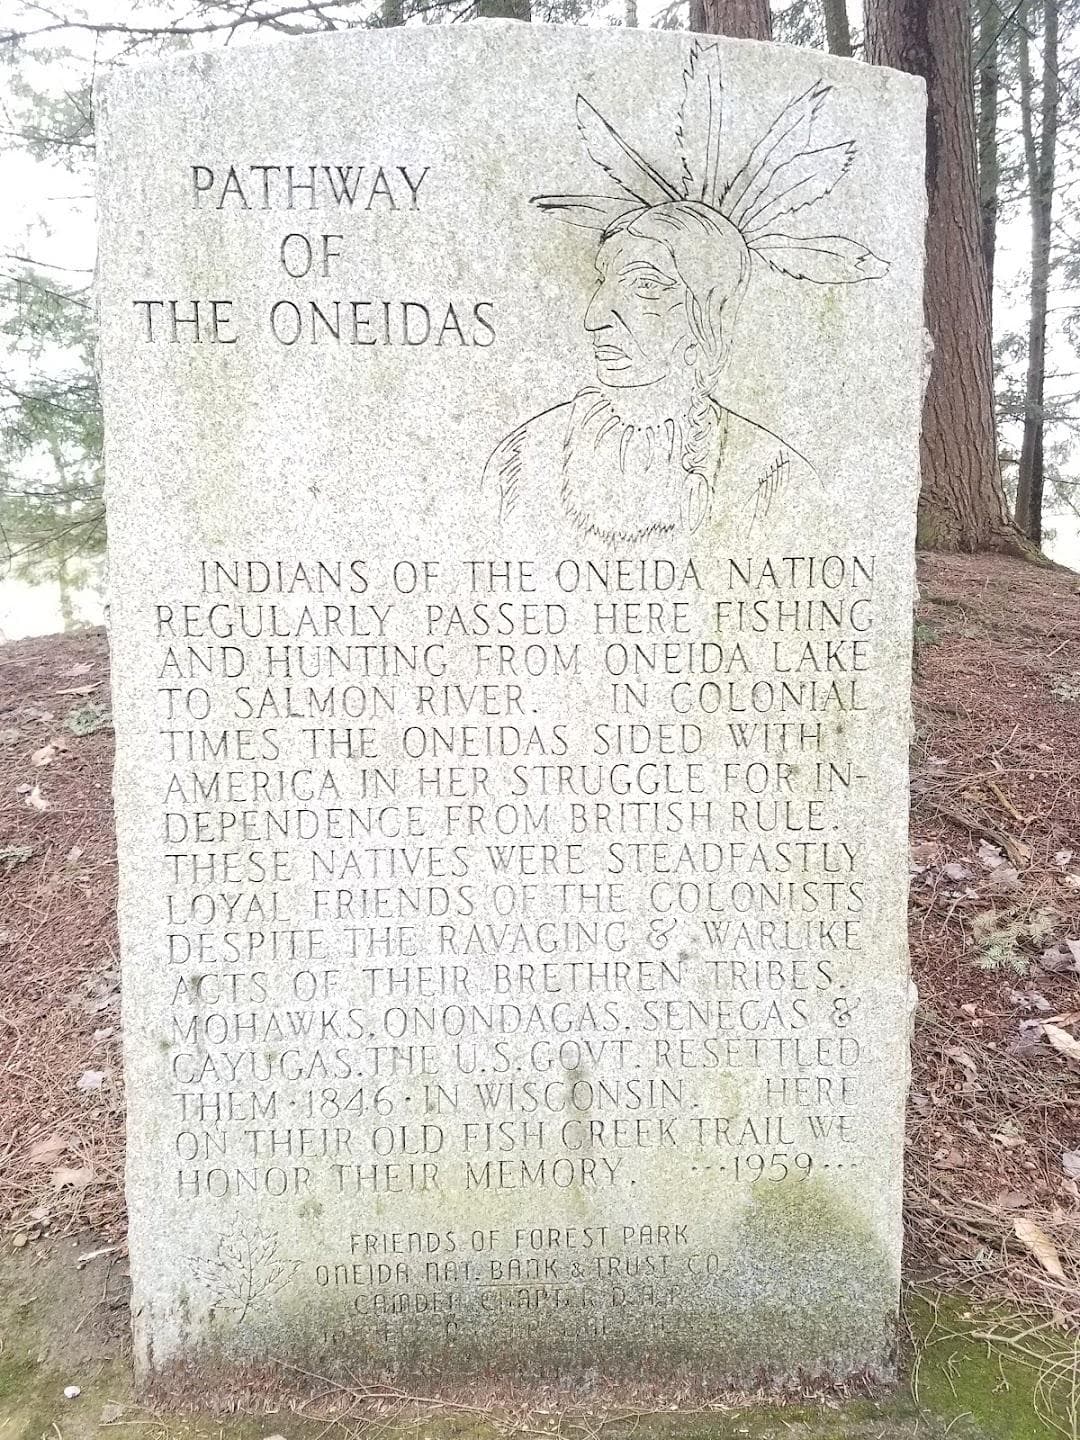 PATHWAY
OF
THE ONEIDAS
INDIANS OF THE ONEIDA NATION
REGULARLY PASSED HERE FISHING
AND HUNTING FROM ONEIDA LAKE
TO SALMON RIVER. IN COLONIAL
TIMES THE ONEIDAS SIDED WITH
AMERICA IN HER STRUGGLE FOR IN-
DEPENDENCE FROM BRITISH RULE.
THESE NATIVES WERE STEADFASTLY
LOYAL FRIENDS OF THE COLONISTS
DESPITE THE RAVAGING & WARLIKE
ACTS OF THEIR BRETHREN TRIBES.
MOHAWKS, ONONDAGAS, SENECAS &
CAYUGAS. THE U.S. GOVT. RESETTLED
THEM · 1846 · IN WISCONSIN. HERE
ON THEIR OLD FISH CREEK TRAIL WE
HONOR THEIR MEMORY. ···1959···
FRIENDS OF FOREST PARK
ONEIDA NAT. BANK & TRUST CO
CAMDEN CHAPTER D.A.R.